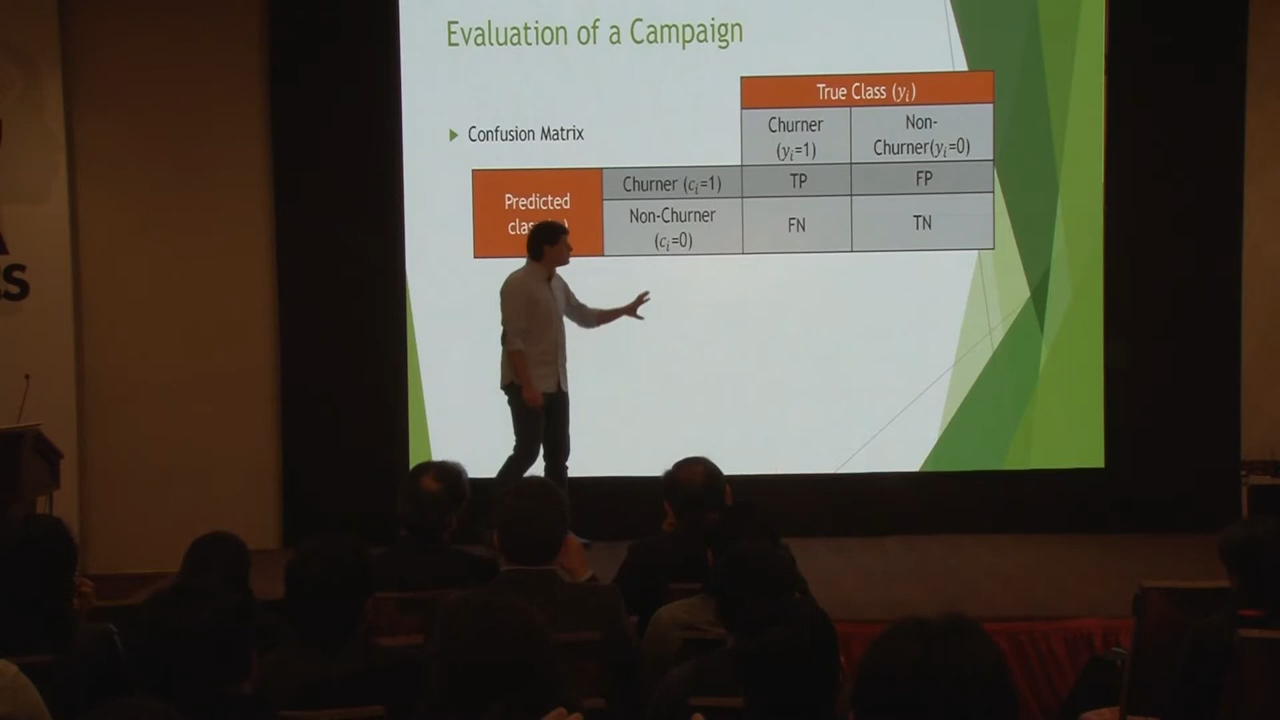 Evaluation of a Campaign
True Class (yᵢ)
Confusion Matrix
Churner
(yᵢ=1)
Non-
Churner(yᵢ=0)
Predicted
Churner (cᵢ=1)
TP
FP
Non-Churner
(cᵢ=0)
FN
TN